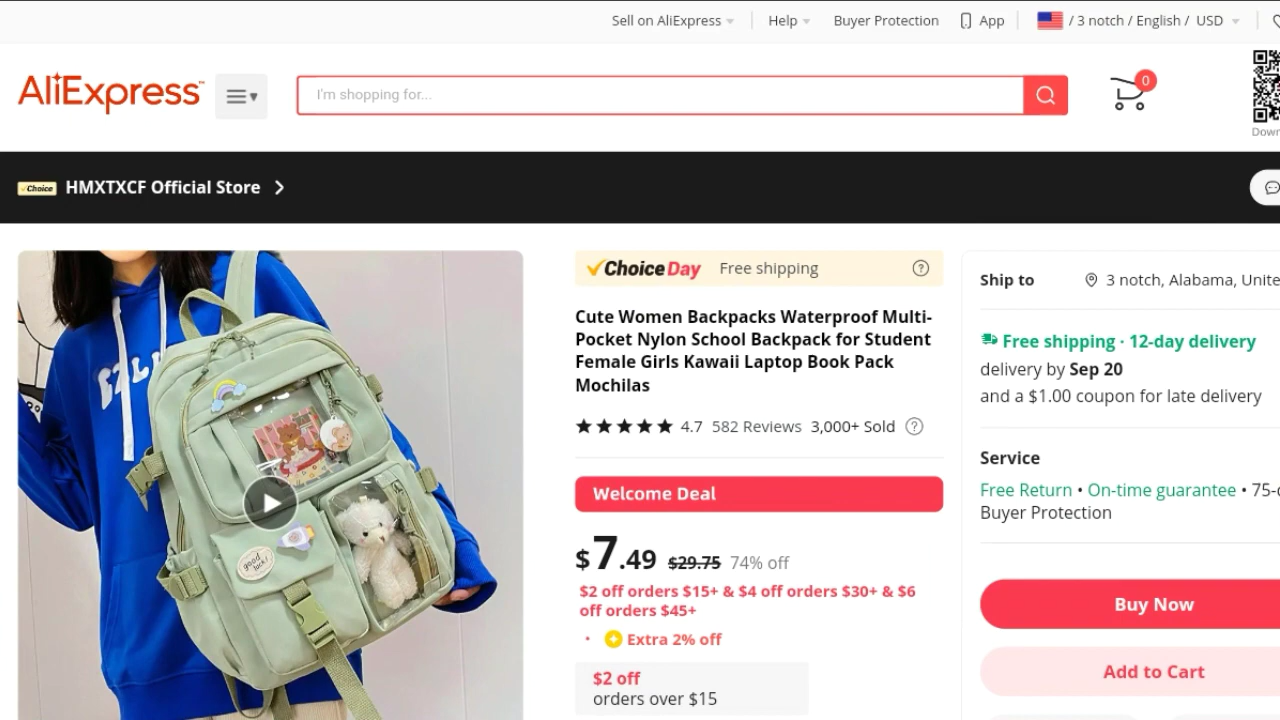 Sell on AliExpress
Help
Buyer Protection
App
/ 3 notch / English / USD
AliExpress™
I'm shopping for...
0
Down
Choice
HMXTXCF Official Store
good luck!
Choice Day
Free shipping
?
Cute Women Backpacks Waterproof Multi-
Pocket Nylon School Backpack for Student
Female Girls Kawaii Laptop Book Pack
Mochilas
4.7 582 Reviews 3,000+ Sold ?
Welcome Deal
$7.49 $29.75 74% off
$2 off orders $15+ & $4 off orders $30+ & $6
off orders $45+
· Extra 2% off
$2 off
orders over $15
Ship to
3 notch, Alabama, Unite
Free shipping · 12-day delivery
delivery by Sep 20
and a $1.00 coupon for late delivery
Service
Free Return • On-time guarantee • 75-d
Buyer Protection
Buy Now
Add to Cart